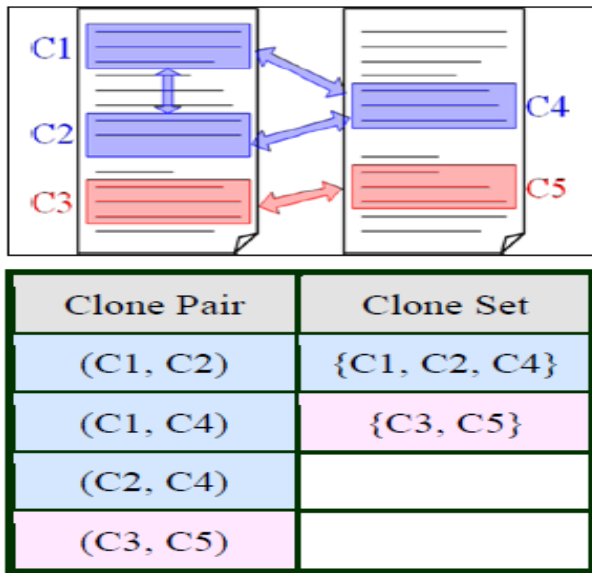 C1
C2
C4
C3
C5
Clone Pair Clone Set
(C1, C2) {C1, C2, C4}
(C1, C4) {C3, C5}
(C2, C4)
(C3, C5)